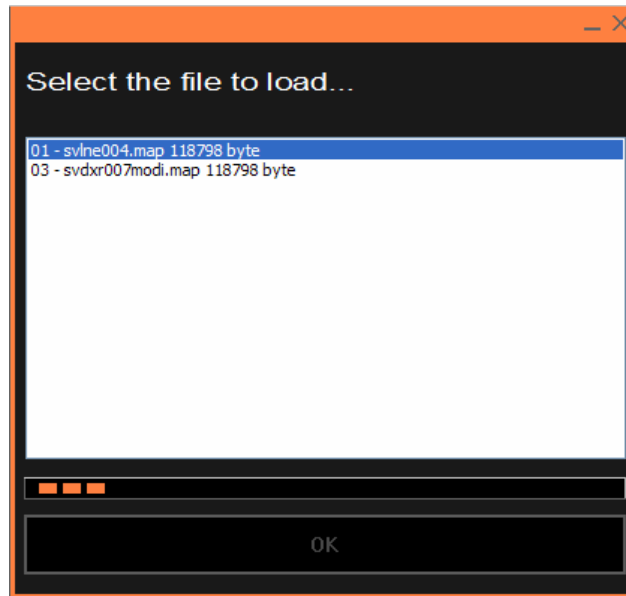 Select the file to load...
01 - svlne004.map 118798 byte
03 - svdxr007modi.map 118798 byte
OK